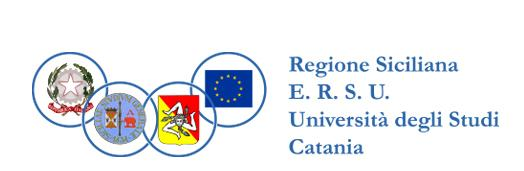 Regione Siciliana
E. R. S. U.
Università degli Studi
Catania